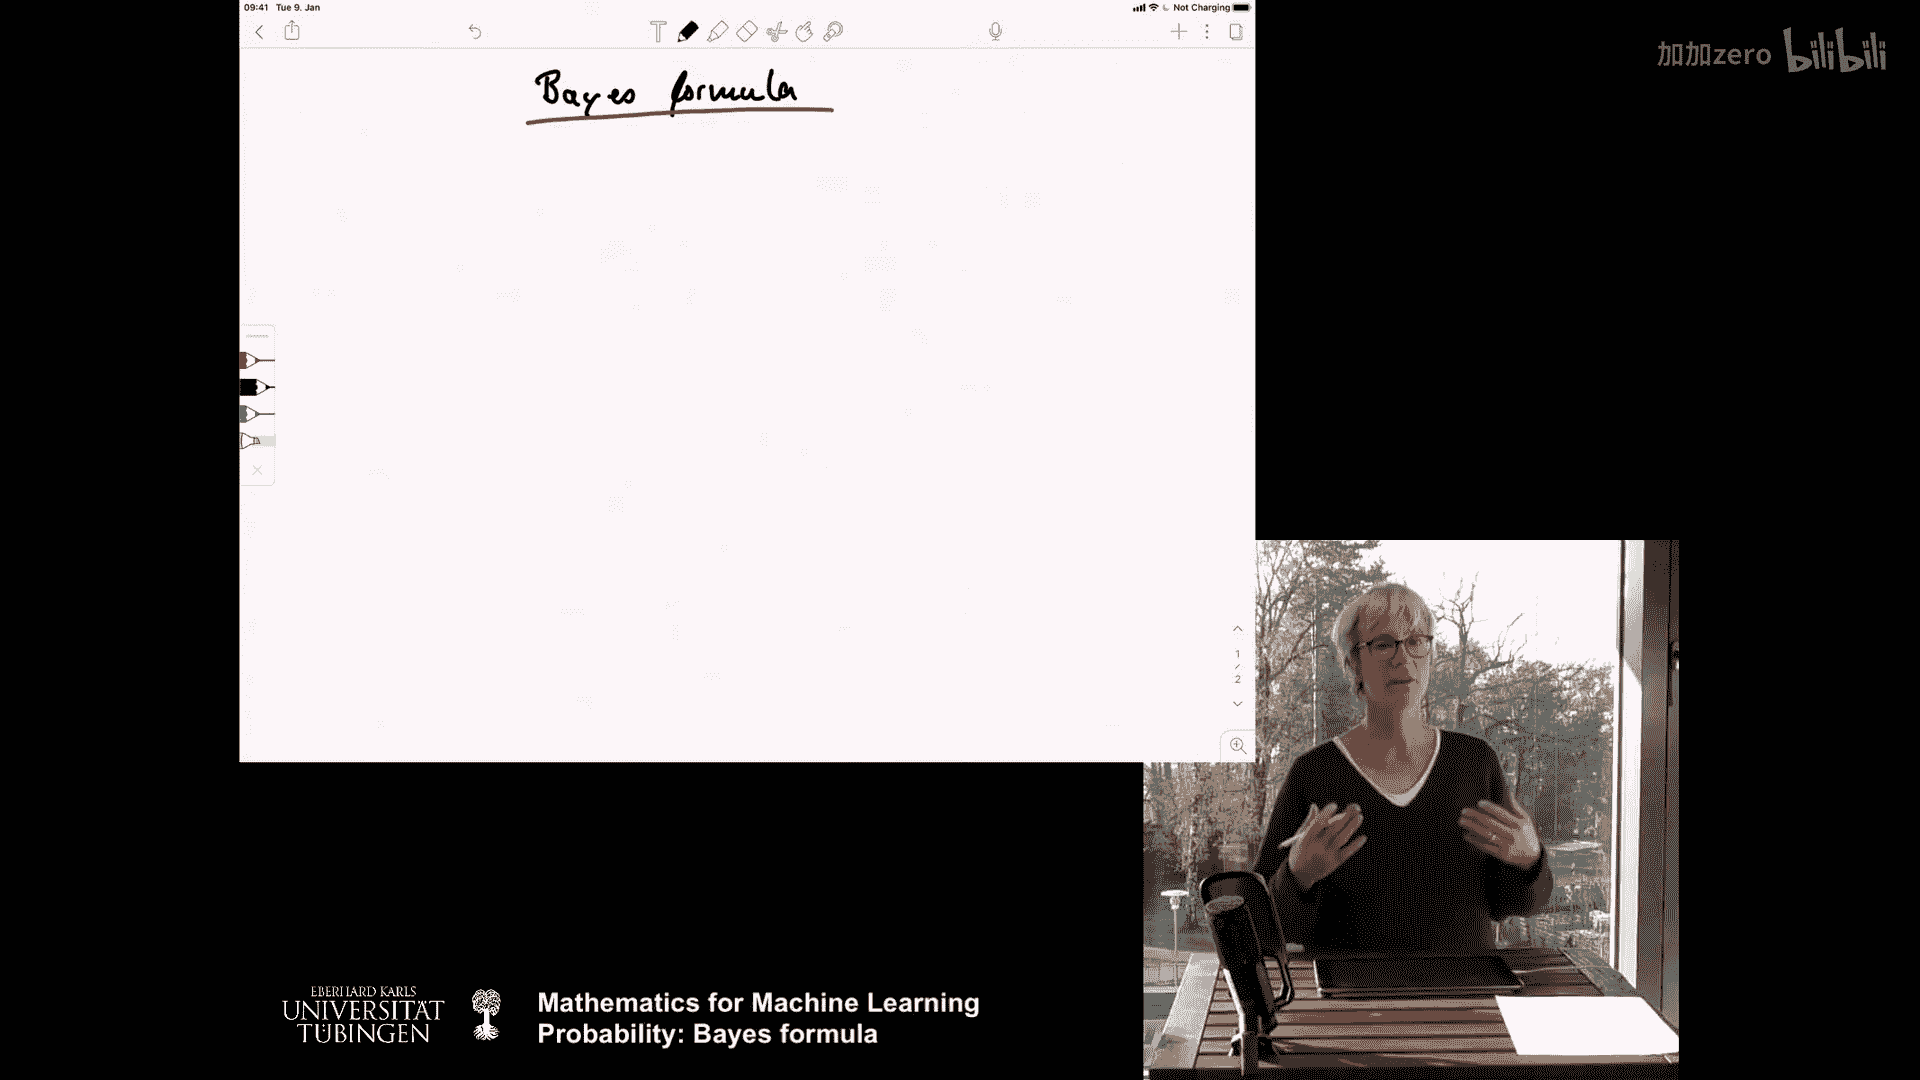 09:41 Tue 9. Jan
Not Charging
加加zero bilibili
T
Bayes formula
1
/
2
EBERHARD KARLS
UNIVERSITÄT
TÜBINGEN
Mathematics for Machine Learning
Probability: Bayes formula